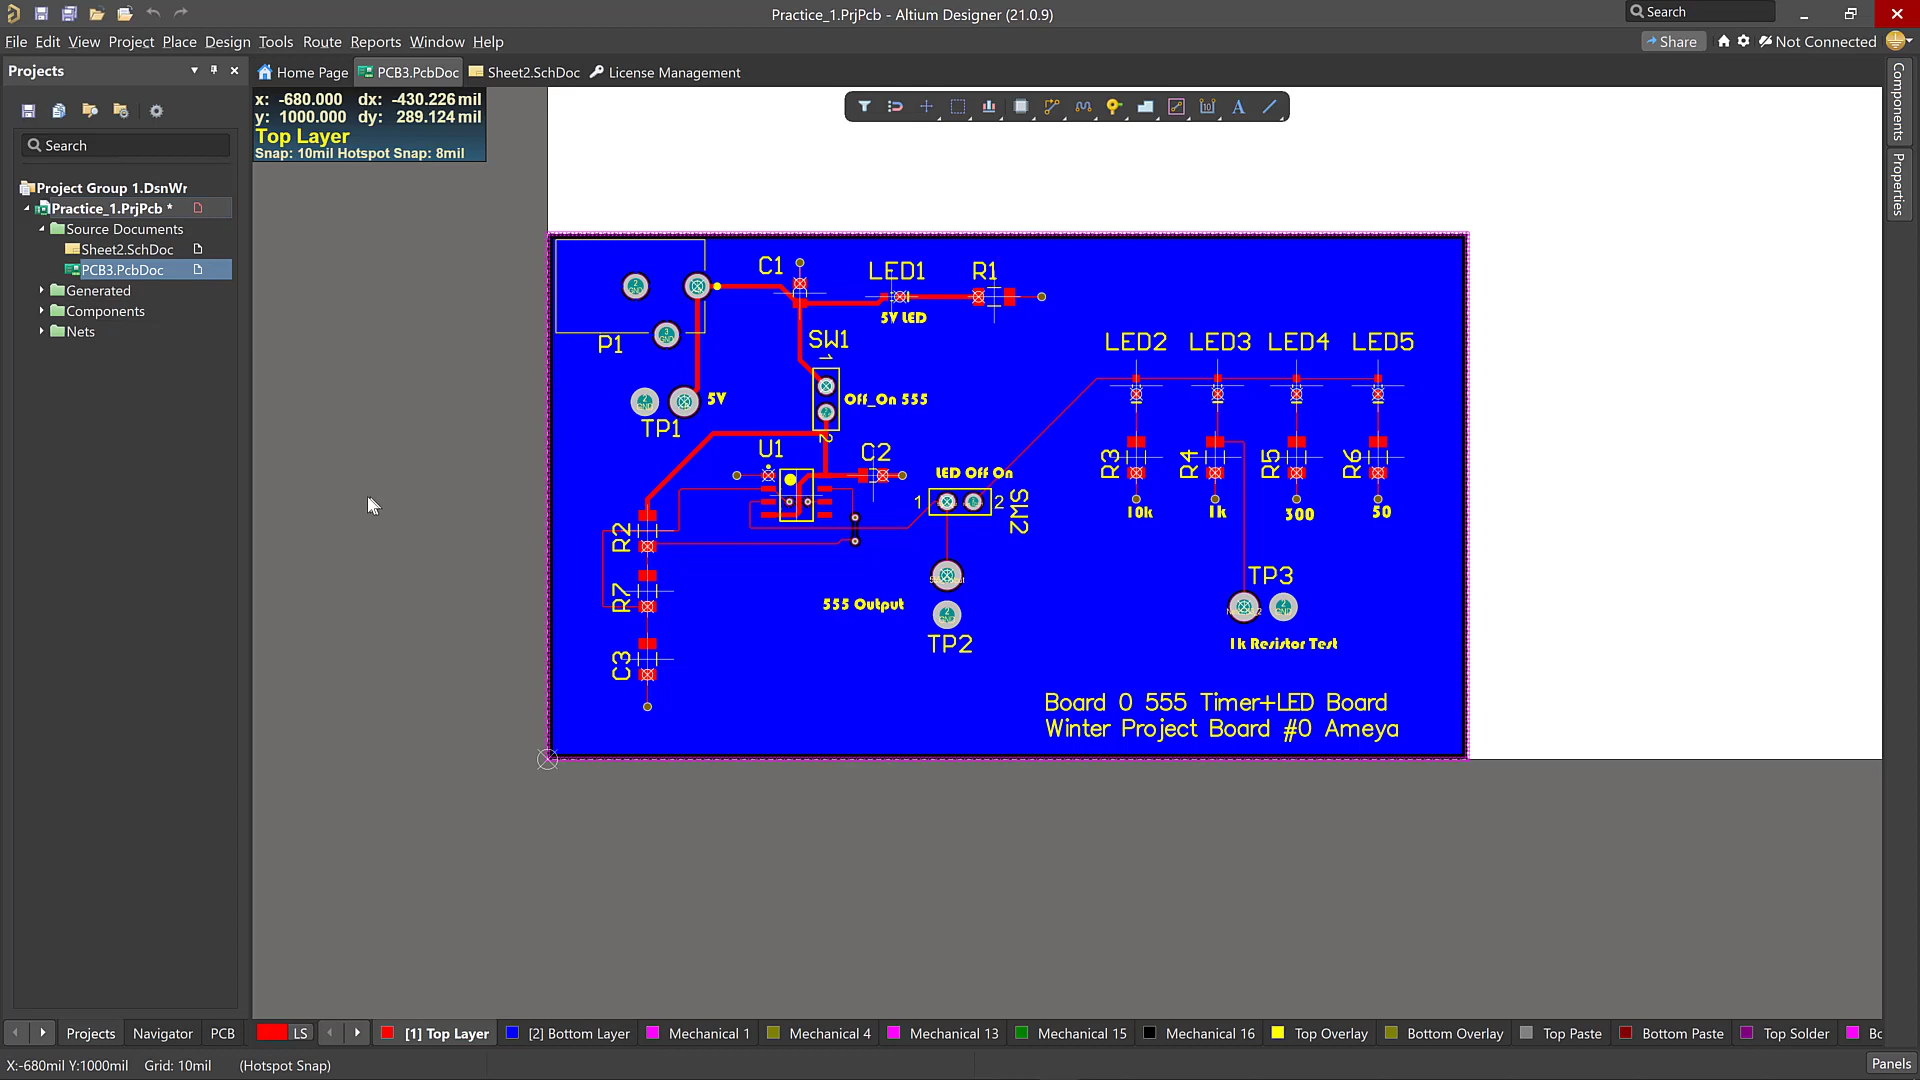 Practice_1.PrjPcb - Altium Designer (21.0.9)
Search
File Edit View Project Place Design Tools Route Reports Window Help
Share
Not Connected
Projects
Home Page
PCB3.PcbDoc
Sheet2.SchDoc
License Management
x: -680.000 dx: -430.226 mil
y: 1000.000 dy: 289.124 mil
Top Layer
Snap: 10mil Hotspot Snap: 8mil
Search
Components
Properties
Project Group 1.DsnWr
Practice_1.PrjPcb *
Source Documents
Sheet2.SchDoc
PCB3.PcbDoc
Generated
Components
Nets
C1
LED1
R1
5V LED
P1
SW1
1
LED2 LED3 LED4 LED5
5V
Off_On 555
TP1
2
U1
C2
LED Off On
1
2
SW2
R3
R4
R5
R6
10k
1k
300
50
R2
R7
C3
555 Output
TP2
TP3
1k Resistor Test
Board 0 555 Timer+LED Board
Winter Project Board #0 Ameya
Projects
Navigator
PCB
LS
[1] Top Layer
[2] Bottom Layer
Mechanical 1
Mechanical 4
Mechanical 13
Mechanical 15
Mechanical 16
Top Overlay
Bottom Overlay
Top Paste
Bottom Paste
Top Solder
Bc
X:-680mil Y:1000mil Grid: 10mil (Hotspot Snap)
Panels